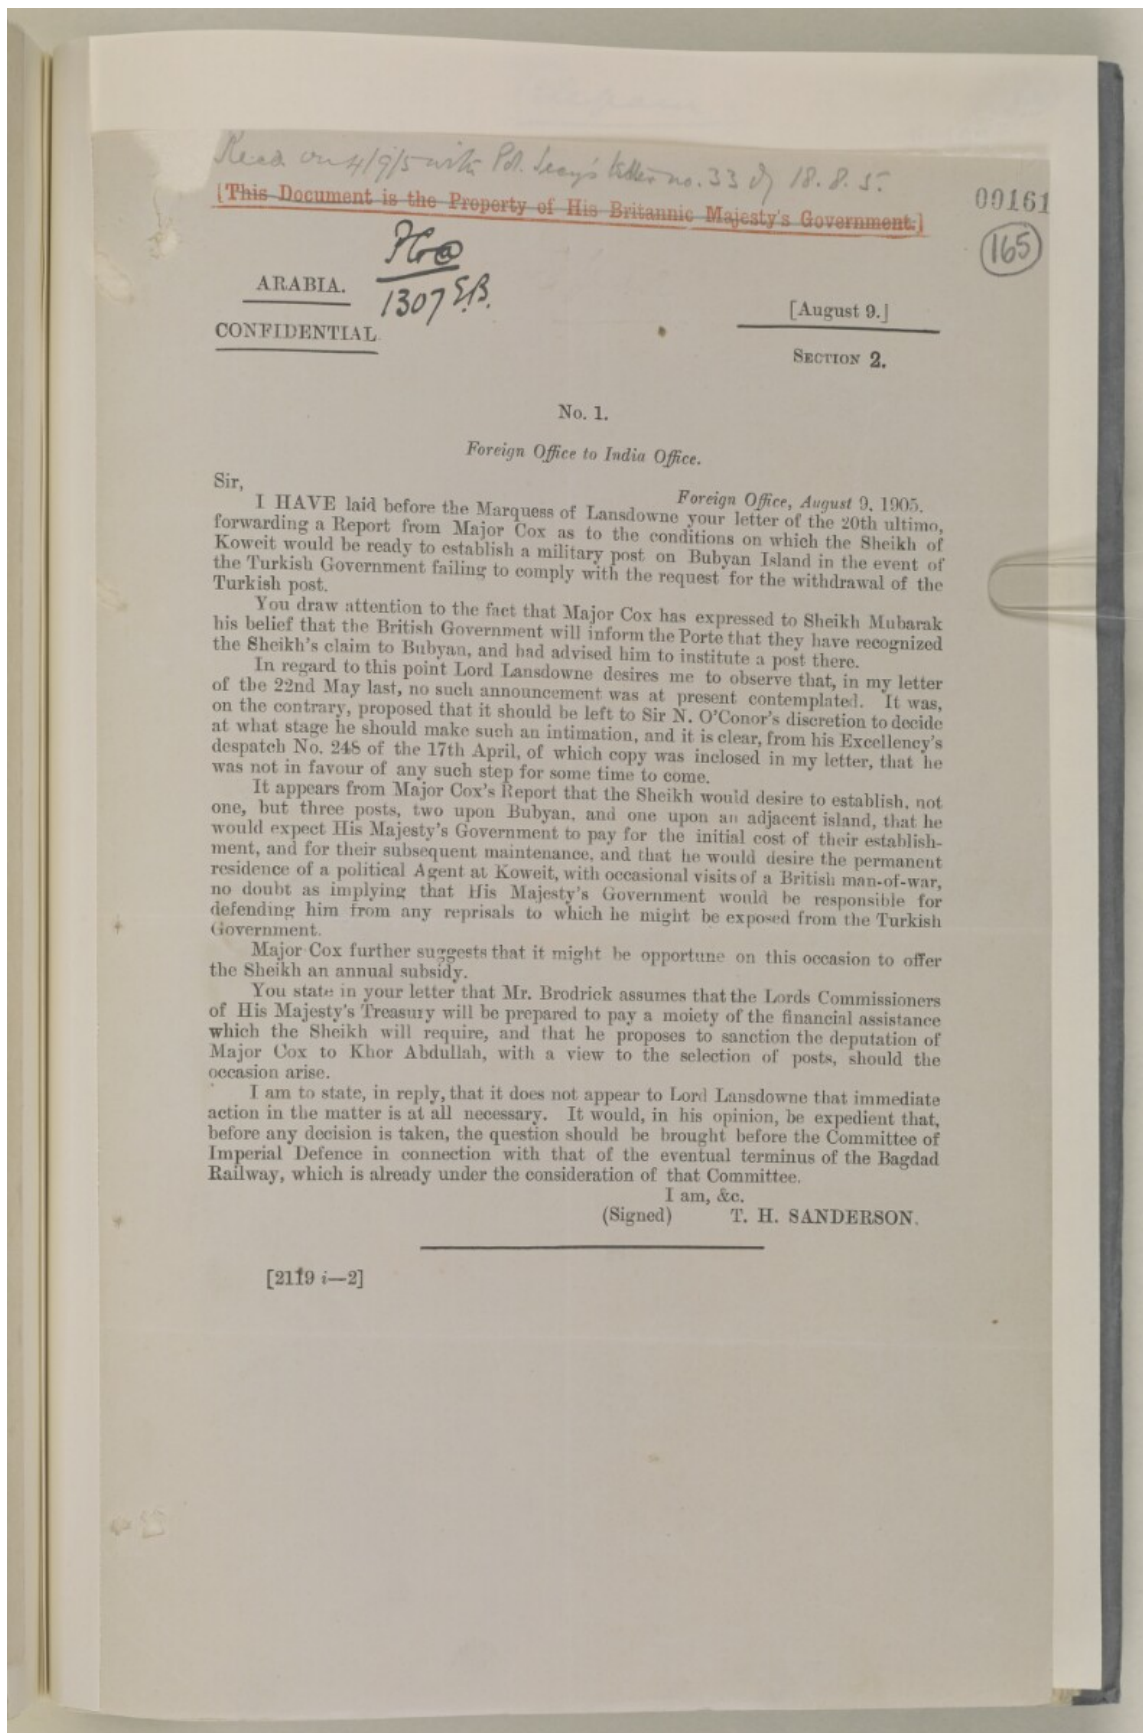 Recd. on 4/9/5 with Pol. Secy's letter no. 33 of 18.8.5.
[This Document is the Property of His Britannic Majesty's Government.]
00161
165
ARABIA.
1307 E.B.
[August 9.]
CONFIDENTIAL.
SECTION 2.
No. 1.
Foreign Office to India Office.
Sir,
Foreign Office, August 9, 1905.
I HAVE laid before the Marquess of Lansdowne your letter of the 20th ultimo,
forwarding a Report from Major Cox as to the conditions on which the Sheikh of
Koweit would be ready to establish a military post on Bubyan Island in the event of
the Turkish Government failing to comply with the request for the withdrawal of the
Turkish post.
You draw attention to the fact that Major Cox has expressed to Sheikh Mubarak
his belief that the British Government will inform the Porte that they have recognized
the Sheikh's claim to Bubyan, and had advised him to institute a post there.
In regard to this point Lord Lansdowne desires me to observe that, in my letter
of the 22nd May last, no such announcement was at present contemplated. It was,
on the contrary, proposed that it should be left to Sir N. O'Conor's discretion to decide
at what stage he should make such an intimation, and it is clear, from his Excellency's
despatch No. 248 of the 17th April, of which copy was inclosed in my letter, that he
was not in favour of any such step for some time to come.
It appears from Major Cox's Report that the Sheikh would desire to establish, not
one, but three posts, two upon Bubyan, and one upon an adjacent island, that he
would expect His Majesty's Government to pay for the initial cost of their establish-
ment, and for their subsequent maintenance, and that he would desire the permanent
residence of a political Agent at Koweit, with occasional visits of a British man-of-war,
no doubt as implying that His Majesty's Government would be responsible for
defending him from any reprisals to which he might be exposed from the Turkish
Government.
Major Cox further suggests that it might be opportune on this occasion to offer
the Sheikh an annual subsidy.
You state in your letter that Mr. Brodrick assumes that the Lords Commissioners
of His Majesty's Treasury will be prepared to pay a moiety of the financial assistance
which the Sheikh will require, and that he proposes to sanction the deputation of
Major Cox to Khor Abdullah, with a view to the selection of posts, should the
occasion arise.
I am to state, in reply, that it does not appear to Lord Lansdowne that immediate
action in the matter is at all necessary. It would, in his opinion, be expedient that,
before any decision is taken, the question should be brought before the Committee of
Imperial Defence in connection with that of the eventual terminus of the Bagdad
Railway, which is already under the consideration of that Committee.
I am, &c.
(Signed) T. H. SANDERSON.
[2119 i—2]